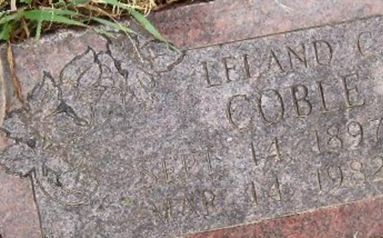 LELAND C
COBLE
SEPT 14 1897
MAR 14 1982